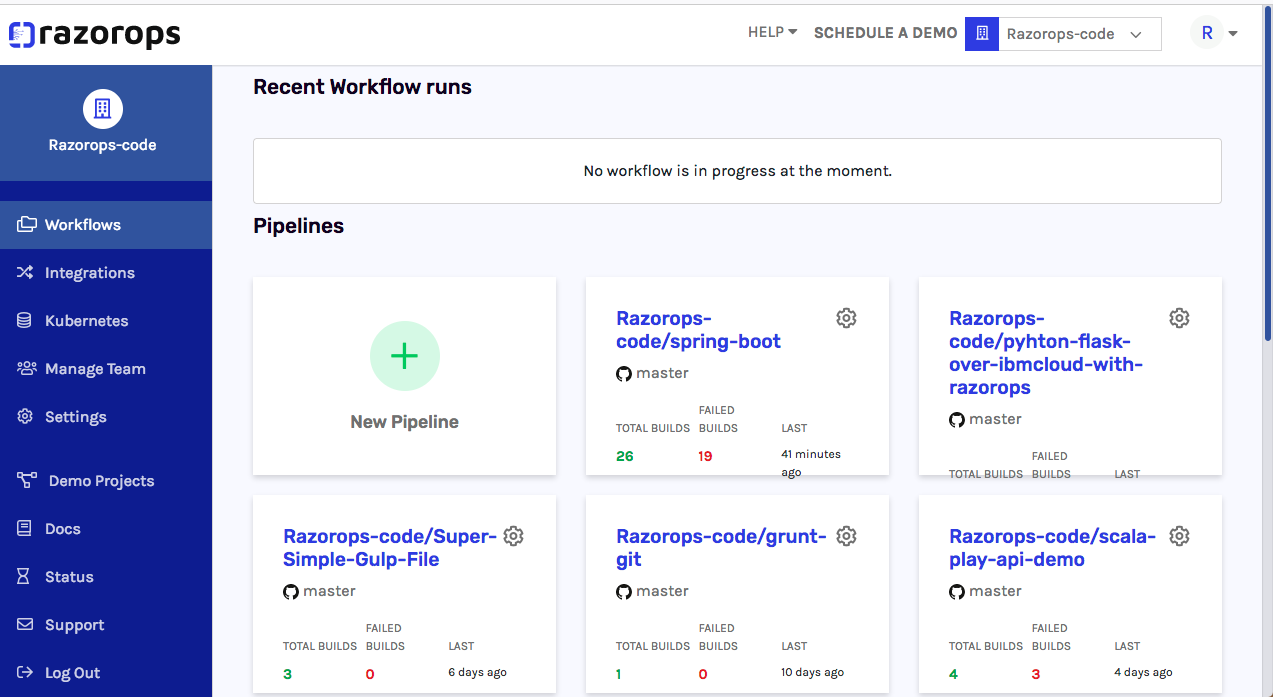 razorops
HELP
SCHEDULE A DEMO
Razorops-code
R
Razorops-code
Workflows
Integrations
Kubernetes
Manage Team
Settings
Demo Projects
Docs
Status
Support
Log Out
Recent Workflow runs
No workflow is in progress at the moment.
Pipelines
New Pipeline
Razorops-
code/spring-boot
master
TOTAL BUILDS
FAILED
BUILDS
LAST
26
19
41 minutes
ago
Razorops-
code/pyhton-flask-
over-ibmcloud-with-
razorops
master
TOTAL BUILDS
FAILED
BUILDS
LAST
Razorops-code/Super-
Simple-Gulp-File
master
TOTAL BUILDS
FAILED
BUILDS
LAST
3
0
6 days ago
Razorops-code/grunt-
git
master
TOTAL BUILDS
FAILED
BUILDS
LAST
1
0
10 days ago
Razorops-code/scala-
play-api-demo
master
TOTAL BUILDS
FAILED
BUILDS
LAST
4
3
4 days ago